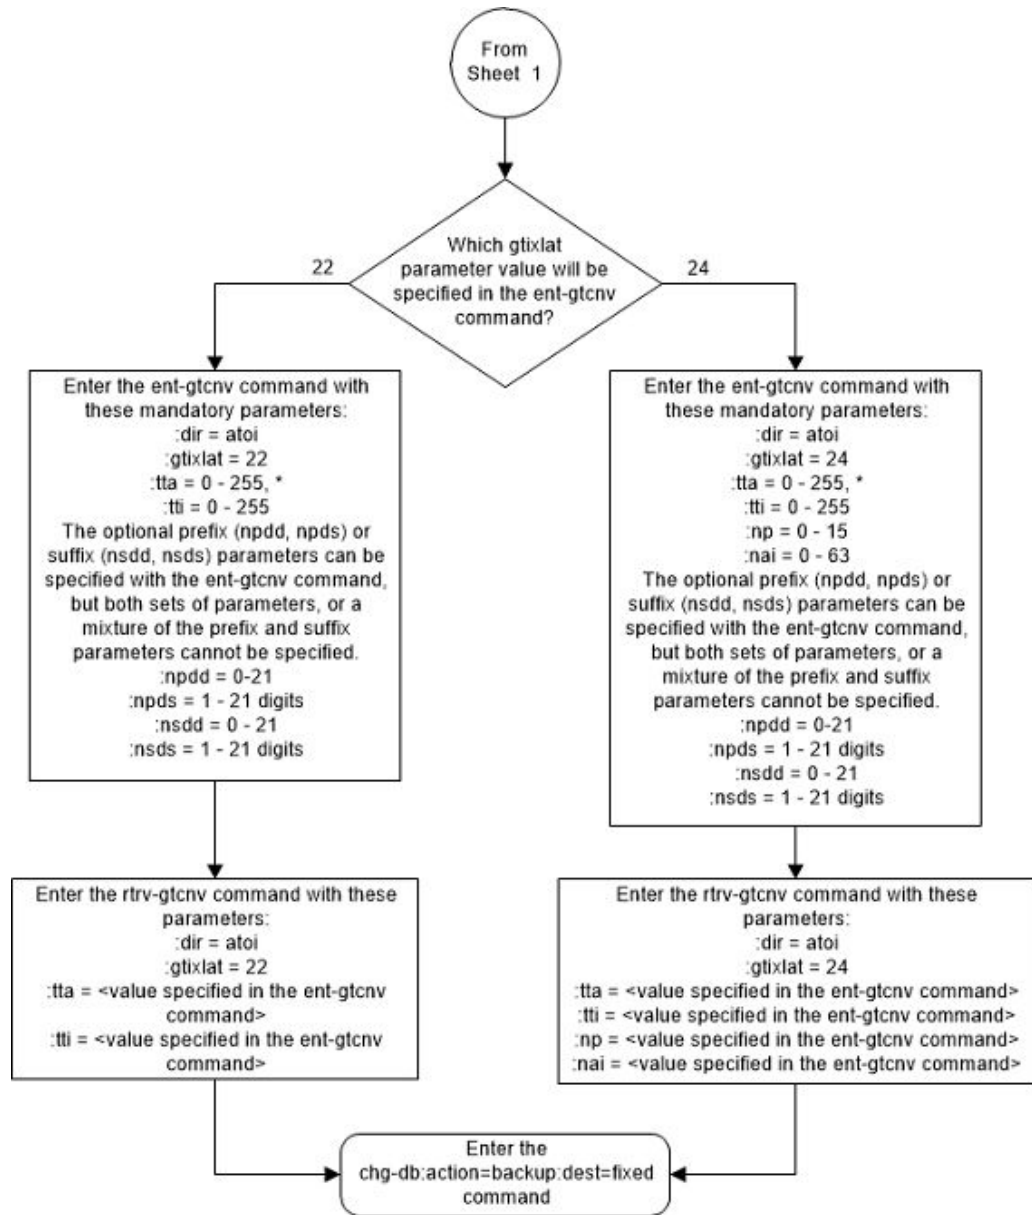 From
Sheet 1
Which gtixlat
parameter value will be
specified in the ent-gtcnv
command?
22
24
Enter the ent-gtcnv command with
these mandatory parameters:
:dir = atoi
:gtixlat = 22
:tta = 0 - 255, *
:tti = 0 - 255
The optional prefix (npdd, npds) or
suffix (nsdd, nsds) parameters can be
specified with the ent-gtcnv command,
but both sets of parameters, or a
mixture of the prefix and suffix
parameters cannot be specified.
:npdd = 0-21
:npds = 1 - 21 digits
:nsdd = 0 - 21
:nsds = 1 - 21 digits
Enter the ent-gtcnv command with
these mandatory parameters:
:dir = atoi
:gtixlat = 24
:tta = 0 - 255, *
:tti = 0 - 255
:np = 0 - 15
:nai = 0 - 63
The optional prefix (npdd, npds) or
suffix (nsdd, nsds) parameters can be
specified with the ent-gtcnv command,
but both sets of parameters, or a
mixture of the prefix and suffix
parameters cannot be specified.
:npdd = 0-21
:npds = 1 - 21 digits
:nsdd = 0 - 21
:nsds = 1 - 21 digits
Enter the rtrv-gtcnv command with these
parameters:
:dir = atoi
:gtixlat = 22
:tta = <value specified in the ent-gtcnv
command>
:tti = <value specified in the ent-gtcnv
command>
Enter the rtrv-gtcnv command with these
parameters:
:dir = atoi
:gtixlat = 24
:tta = <value specified in the ent-gtcnv command>
:tti = <value specified in the ent-gtcnv command>
:np = <value specified in the ent-gtcnv command>
:nai = <value specified in the ent-gtcnv command>
Enter the
chg-db:action=backup:dest=fixed
command